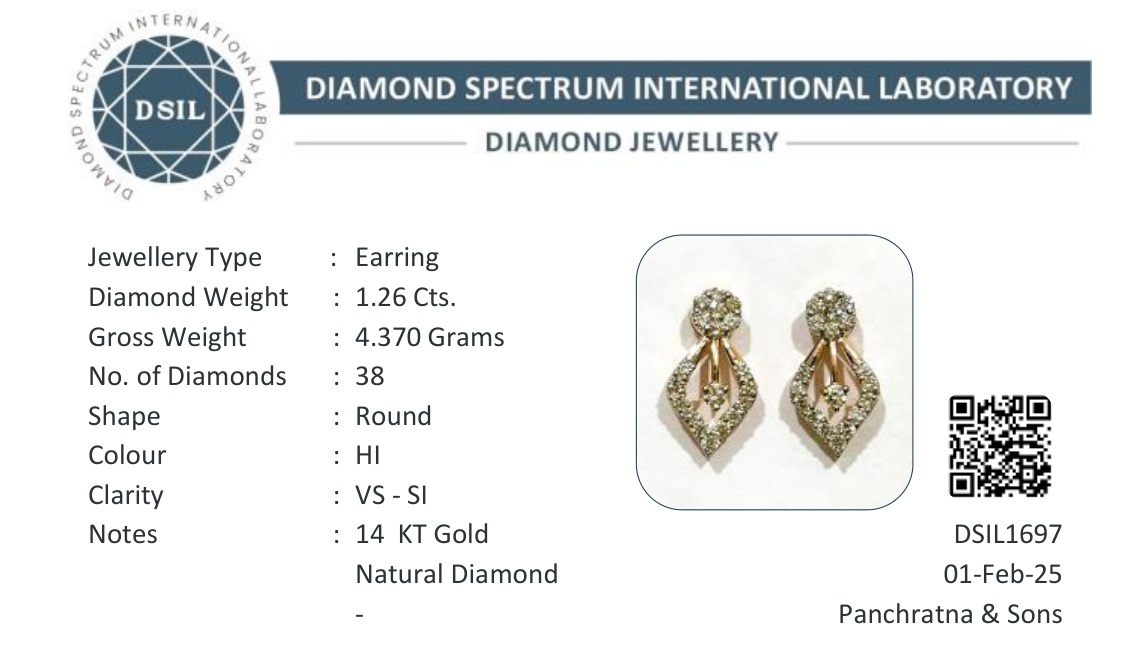 DIAMOND SPECTRUM INTERNATIONAL LABORATORY
DSIL
DIAMOND SPECTRUM INTERNATIONAL LABORATORY
DIAMOND JEWELLERY
Jewellery Type : Earring
Diamond Weight : 1.26 Cts.
Gross Weight : 4.370 Grams
No. of Diamonds : 38
Shape : Round
Colour : HI
Clarity : VS - SI
Notes : 14 KT Gold
DSIL1697
Natural Diamond
01-Feb-25
-
Panchratna & Sons